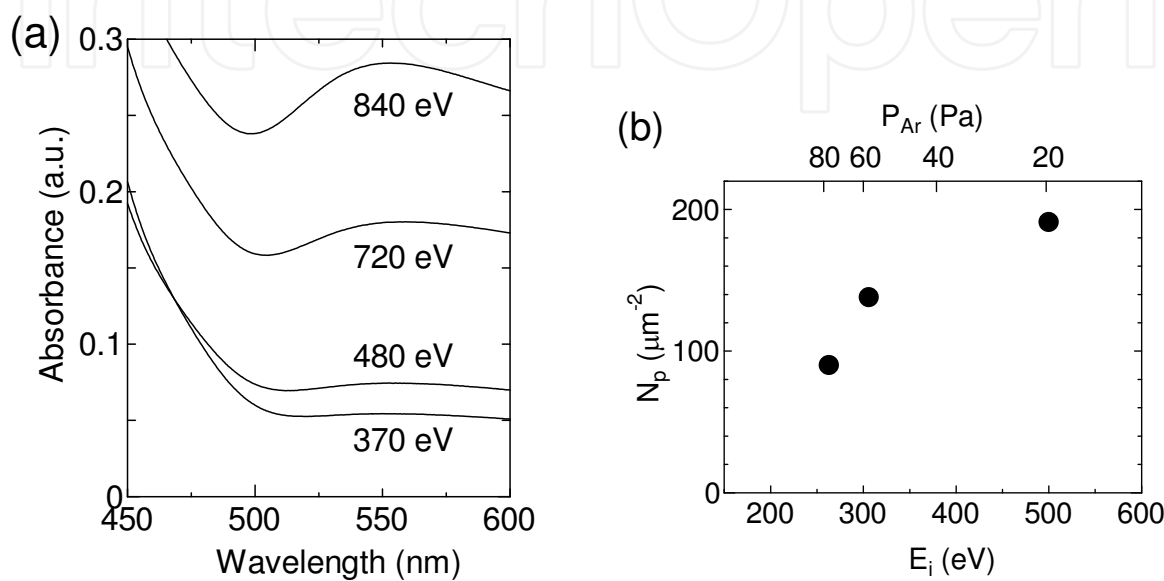 IntechOpen
(a)
0.3
0.2
0.1
0
Absorbance (a.u.)
840 eV
720 eV
480 eV
370 eV
450 500 550 600
Wavelength (nm)
(b)
P_Ar (Pa)
80 60 40 20
200
100
0
N_p (μm⁻²)
200 300 400 500 600
E_i (eV)